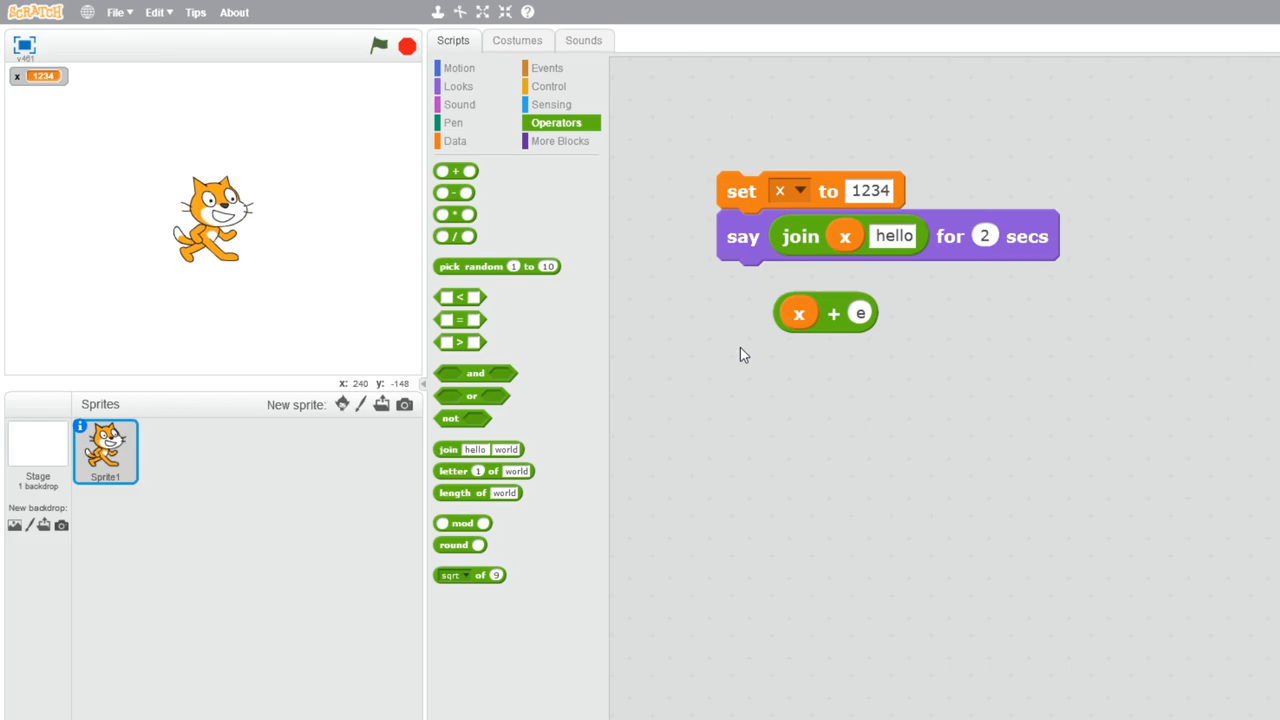 SCRATCH File Edit Tips About
v461
x 1234
x: 240 y: -148
Sprites New sprite:
Stage
1 backdrop
New backdrop:
Sprite1
Scripts Costumes Sounds
Motion Events
Looks Control
Sound Sensing
Pen Operators
Data More Blocks
+
-
*
/
pick random 1 to 10
<
=
>
and
or
not
join hello world
letter 1 of world
length of world
mod
round
sqrt of 9
set x to 1234
say join x hello for 2 secs
x + e